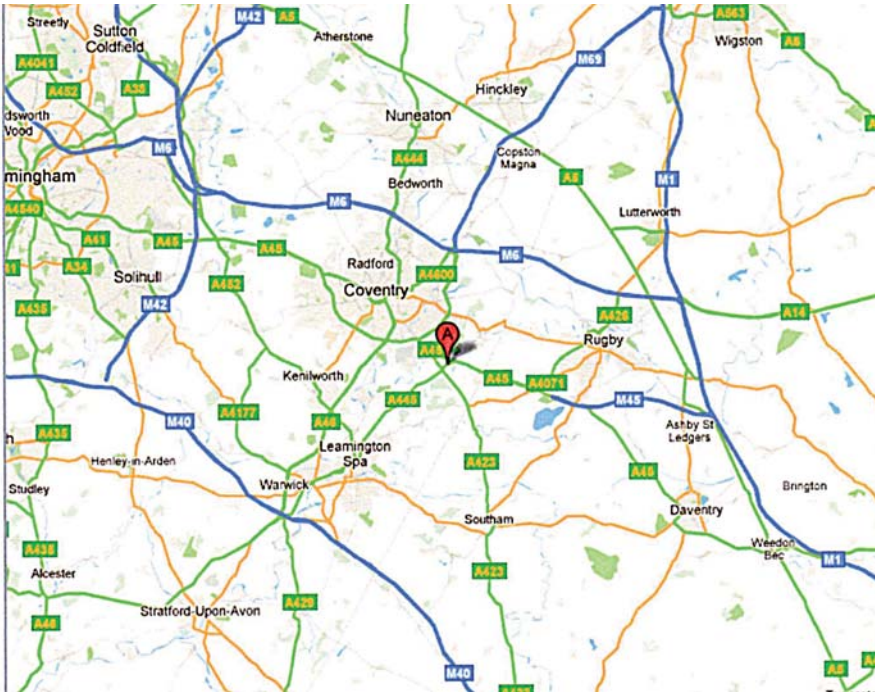 M42
A5
Streetly
Sutton
Coldfield
Atherstone
A563
A6
Wigston
A4041
A38
A452
M69
Hinckley
Nuneaton
dsworth
Wood
M6
A444
Copston
Magna
mingham
Bedworth
M6
A5
M1
A4540
Lutterworth
A41
A45
A45
A34
41
Solihull
A452
Radford
A4600
M6
Coventry
M42
A435
A14
A426
A
A45
Rugby
Kenilworth
A45
A4071
A445
M45
A4177
A46
M40
Ashby St
Ledgers
A435
Leamington
Spa
h
Henley-in-Arden
A423
A45
Studley
Warwick
Brington
Southam
Daventry
A435
Weedon
Bec
M1
Alcester
A423
Stratford-Upon-Avon
A429
A46
M40
A5